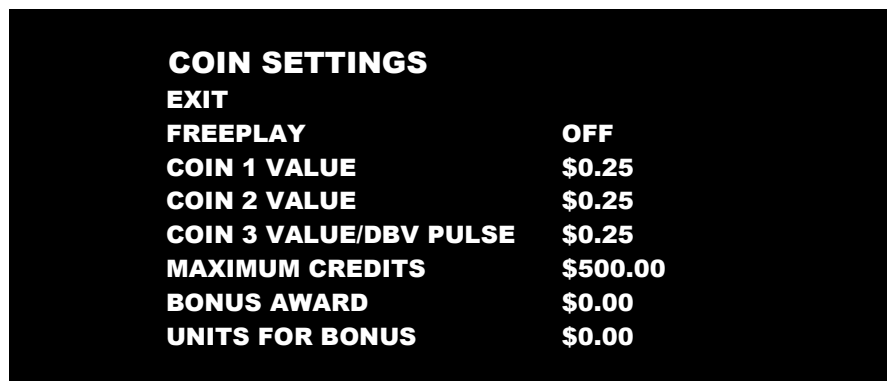 COIN SETTINGS
EXIT
FREEPLAY OFF
COIN 1 VALUE $0.25
COIN 2 VALUE $0.25
COIN 3 VALUE/DBV PULSE $0.25
MAXIMUM CREDITS $500.00
BONUS AWARD $0.00
UNITS FOR BONUS $0.00